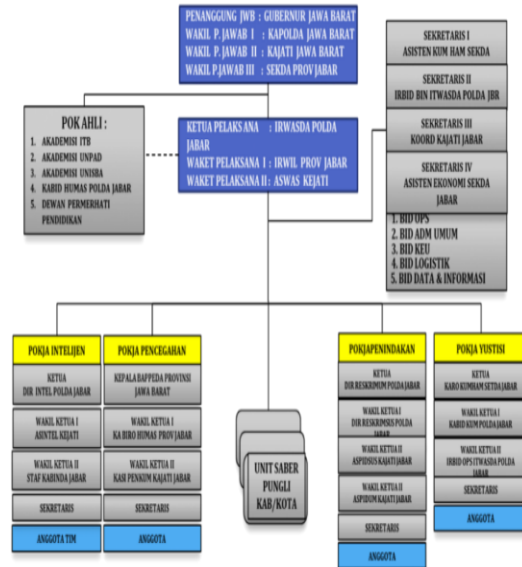 PENANGGUNG JWB : GUBERNUR JAWA BARAT
WAKIL P. JAWAB I : KAPOLDA JAWA BARAT
WAKIL P. JAWAB II : KAJATI JAWA BARAT
WAKIL P.JAWAB III : SEKDA PROV JABAR
SEKRETARIS I
ASISTEN KUM HAM SEKDA
SEKRETARIS II
IRBID BIN ITWASDA POLDA JBR
SEKRETARIS III
KOORD KAJATI JABAR
SEKRETARIS IV
ASISTEN EKONOMI SEKDA
JABAR
1. BID OPS
2. BID ADM UMUM
3. BID KEU
4. BID LOGISTIK
5. BID DATA & INFORMASI
POK AHLI :
1. AKADEMISI ITB
2. AKADEMISI UNPAD
3. AKADEMISI UNISBA
4. KABID HUMAS POLDA JABAR
5. DEWAN PERMERHATI
PENDIDIKAN
KETUA PELAKSANA : IRWASDA POLDA
JABAR
WAKET PELAKSANA I : IRWIL PROV JABAR
WAKET PELAKSANA II : ASWAS KEJATI
POKJA INTELIJEN
KETUA
DIR INTEL POLDA JABAR
WAKIL KETUA I
ASINTEL KEJATI
WAKIL KETUA II
STAF KABINDA JABAR
SEKRETARIS
ANGGOTA TIM
POKJA PENCEGAHAN
KEPALA BAPPEDA PROVINSI
JAWA BARAT
WAKIL KETUA I
KA BIRO HUMAS PROV JABAR
WAKIL KETUA II
KASI PENKUM KAJATI JABAR
SEKRETARIS
ANGGOTA
UNIT SABER
PUNGLI
KAB/KOTA
POKJA PENINDAKAN
KETUA
DIR RESKRIMUM POLDA JABAR
WAKIL KETUA I
DIR RESKRIMSUS POLDA
JABAR
WAKIL KETUA II
ASPIDSUS KAJATI JABAR
WAKIL KETUA II
ASPIDUM KAJATI JABAR
SEKRETARIS
ANGGOTA
POKJA YUSTISI
KETUA
KARO KUMHAM SETDA JABAR
WAKIL KETUA I
KABID KUM POLDA JABAR
WAKIL KETUA II
IRBID OPS ITWASDA POLDA
JABAR
SEKRETARIS
ANGGOTA